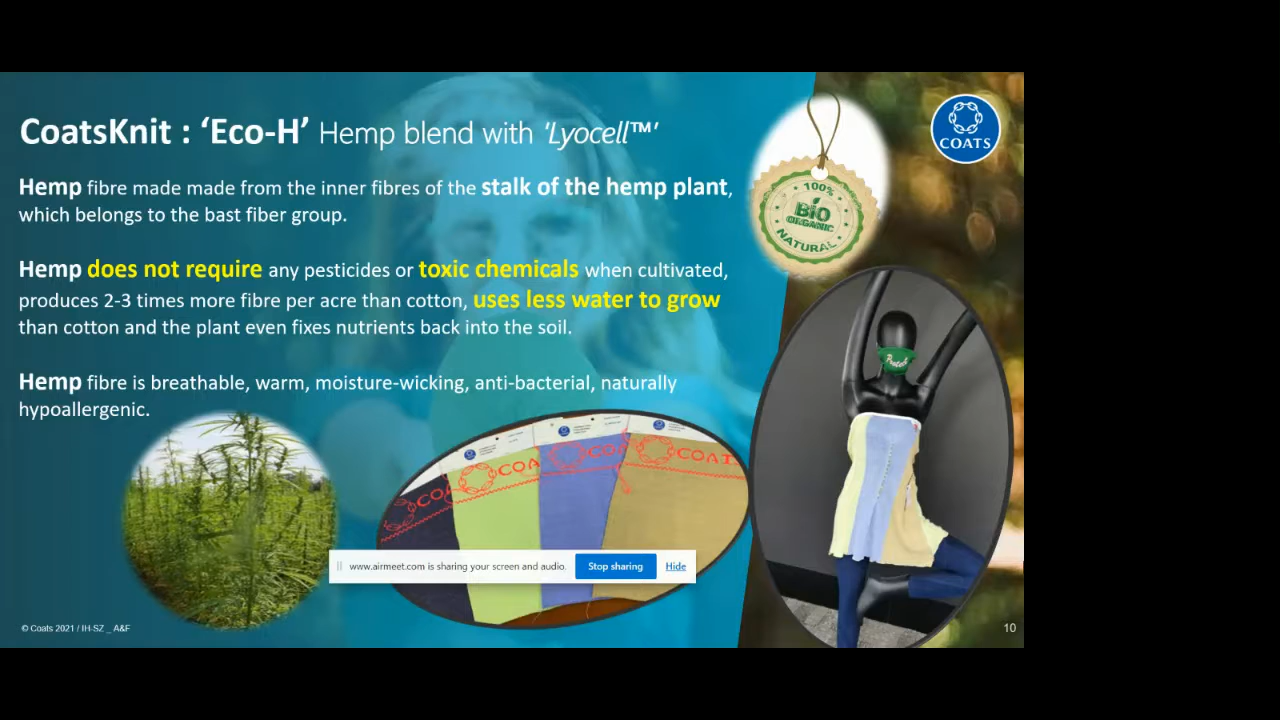 CoatsKnit : ‘Eco-H’ Hemp blend with 'Lyocell™'
COATS
Hemp fibre made made from the inner fibres of the stalk of the hemp plant,
which belongs to the bast fiber group.
100%
BIO
ORGANIC
NATURAL
Hemp does not require any pesticides or toxic chemicals when cultivated,
produces 2-3 times more fibre per acre than cotton, uses less water to grow
than cotton and the plant even fixes nutrients back into the soil.
Hemp fibre is breathable, warm, moisture-wicking, anti-bacterial, naturally
hypoallergenic.
CO
COA
COA
COATS
www.airmeet.com is sharing your screen and audio.
Stop sharing
Hide
© Coats 2021 / IH-SZ _ A&F
10